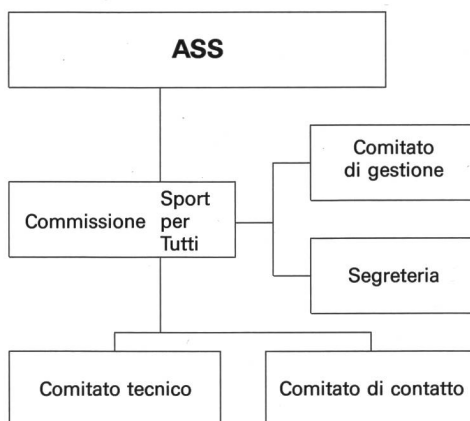 ASS
Comitato
di gestione
Commissione Sport
per
Tutti
Segreteria
Comitato tecnico
Comitato di contatto